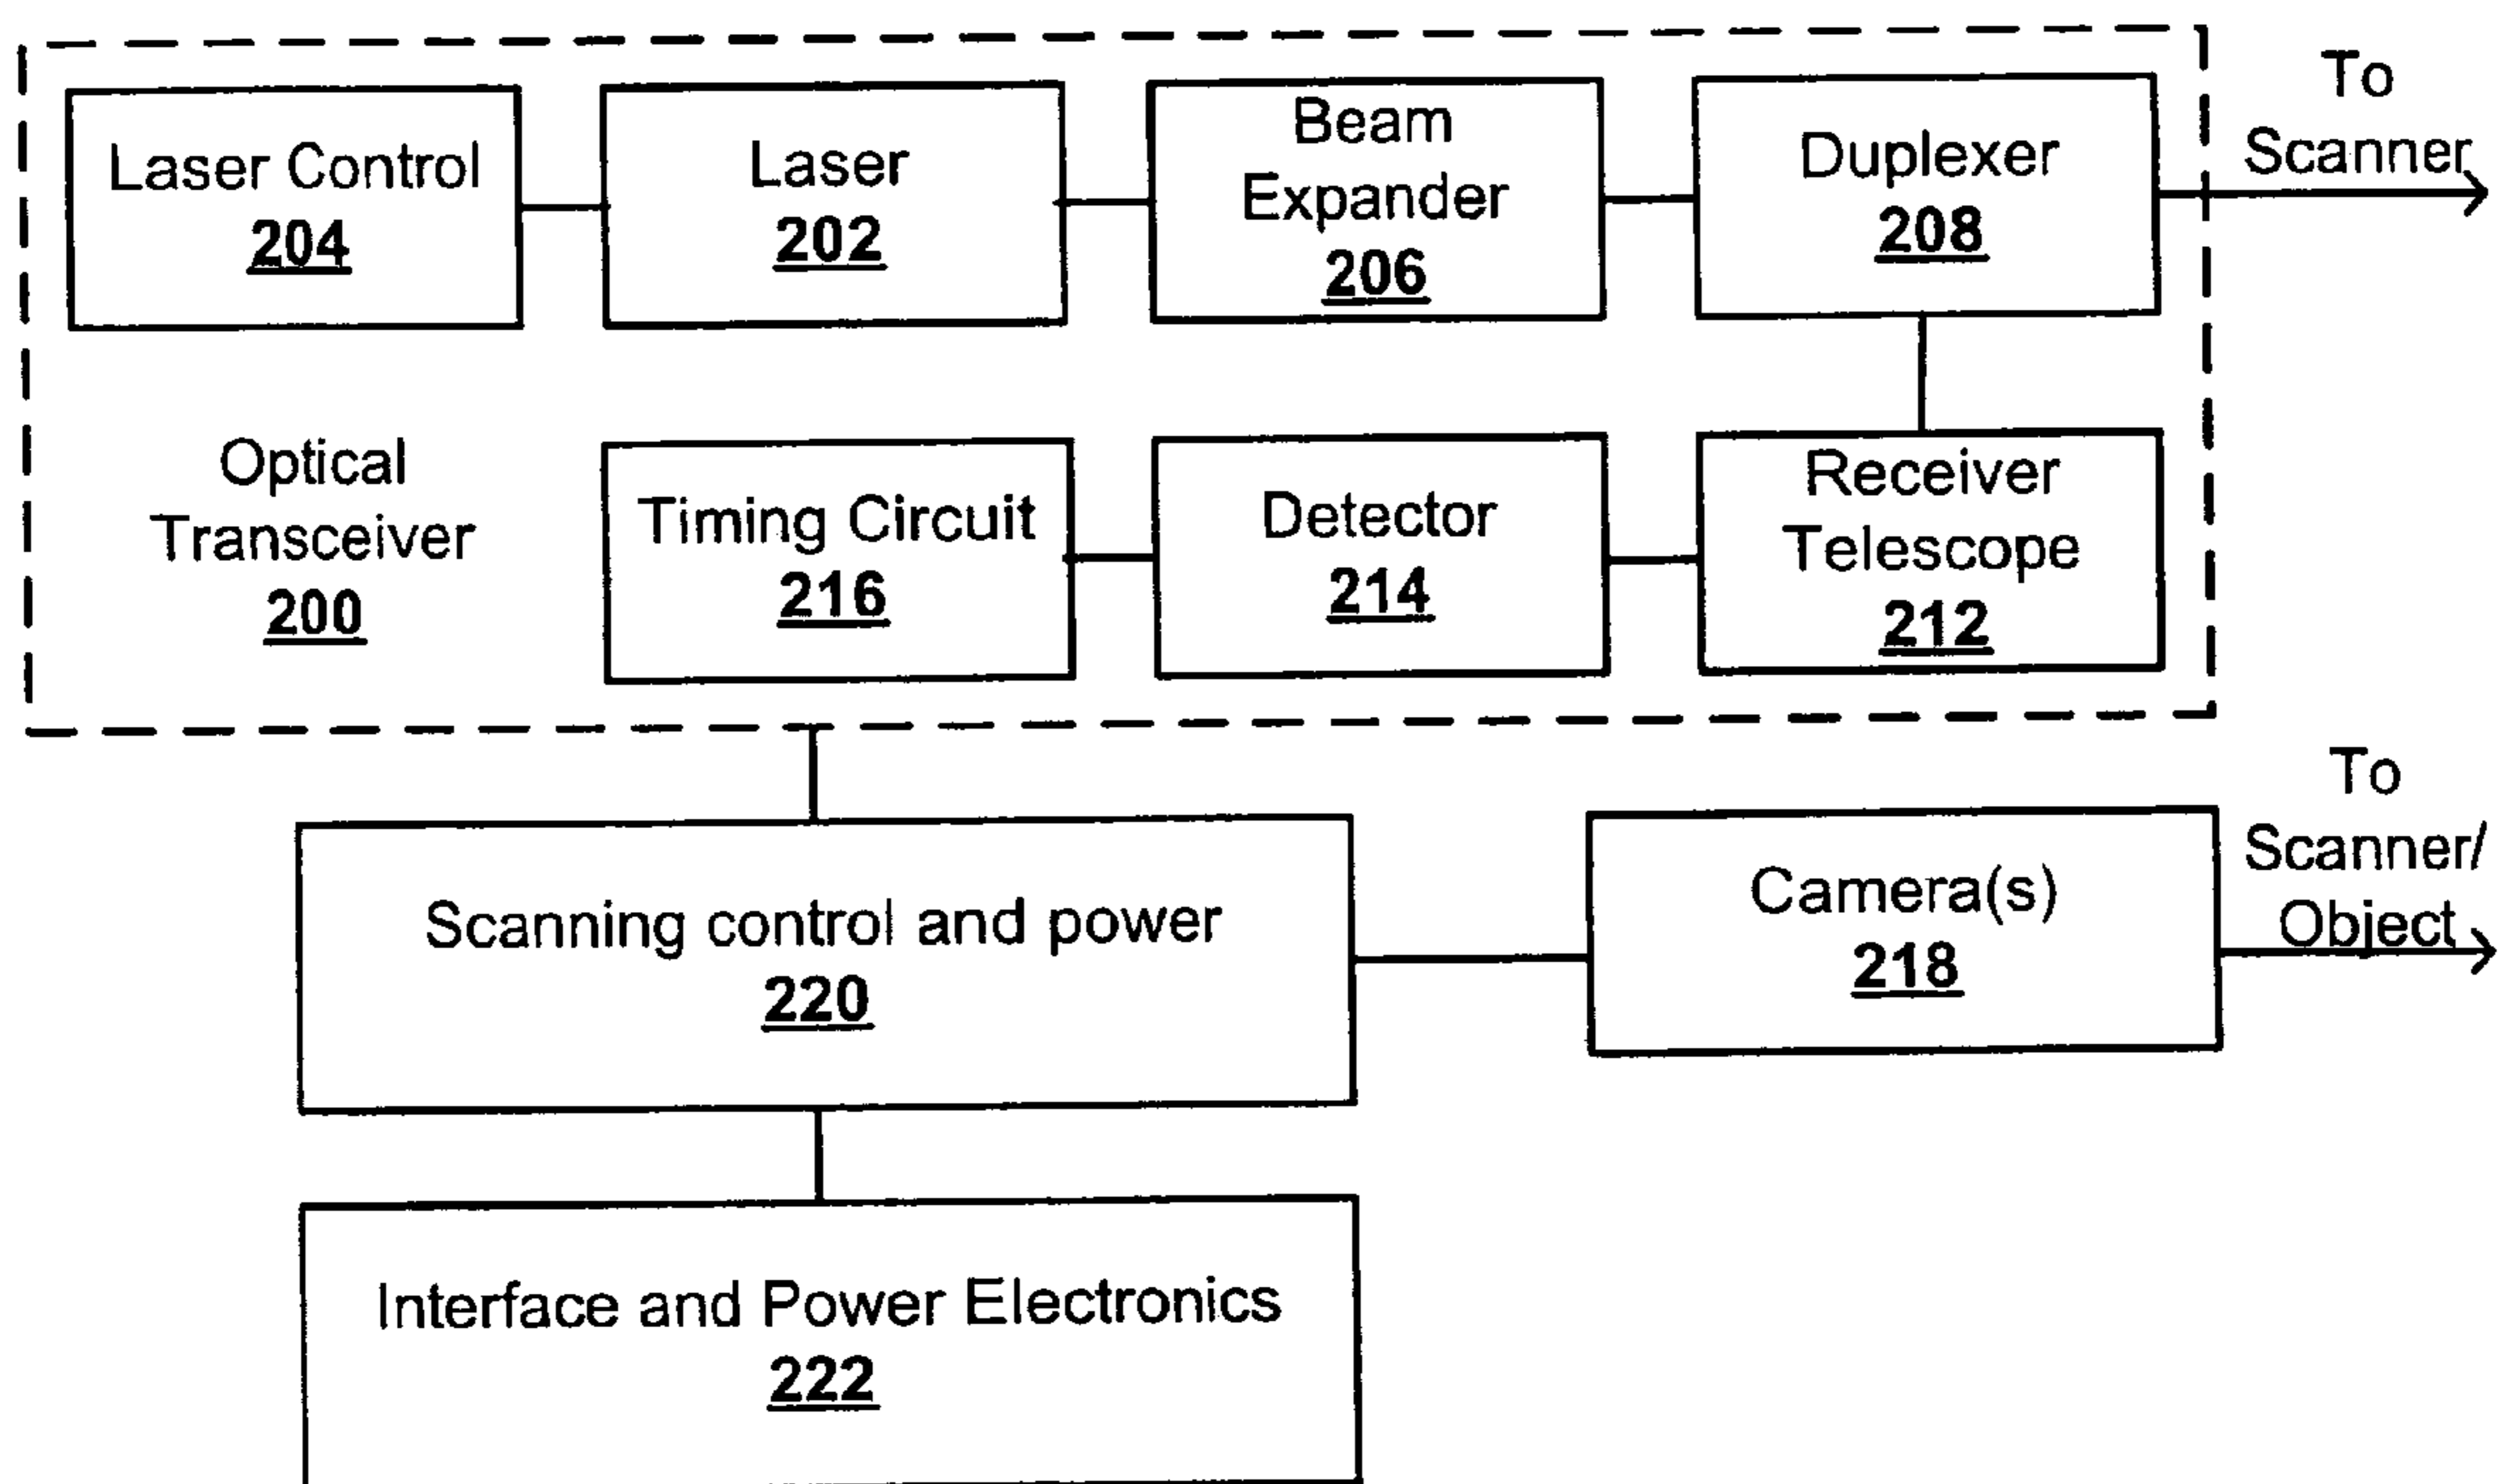 Laser Control
204
Laser
202
Beam
Expander
206
Duplexer
208
To
Scanner
Optical
Transceiver
200
Timing Circuit
216
Detector
214
Receiver
Telescope
212
Scanning control and power
220
Camera(s)
218
To
Scanner/
Object
Interface and Power Electronics
222